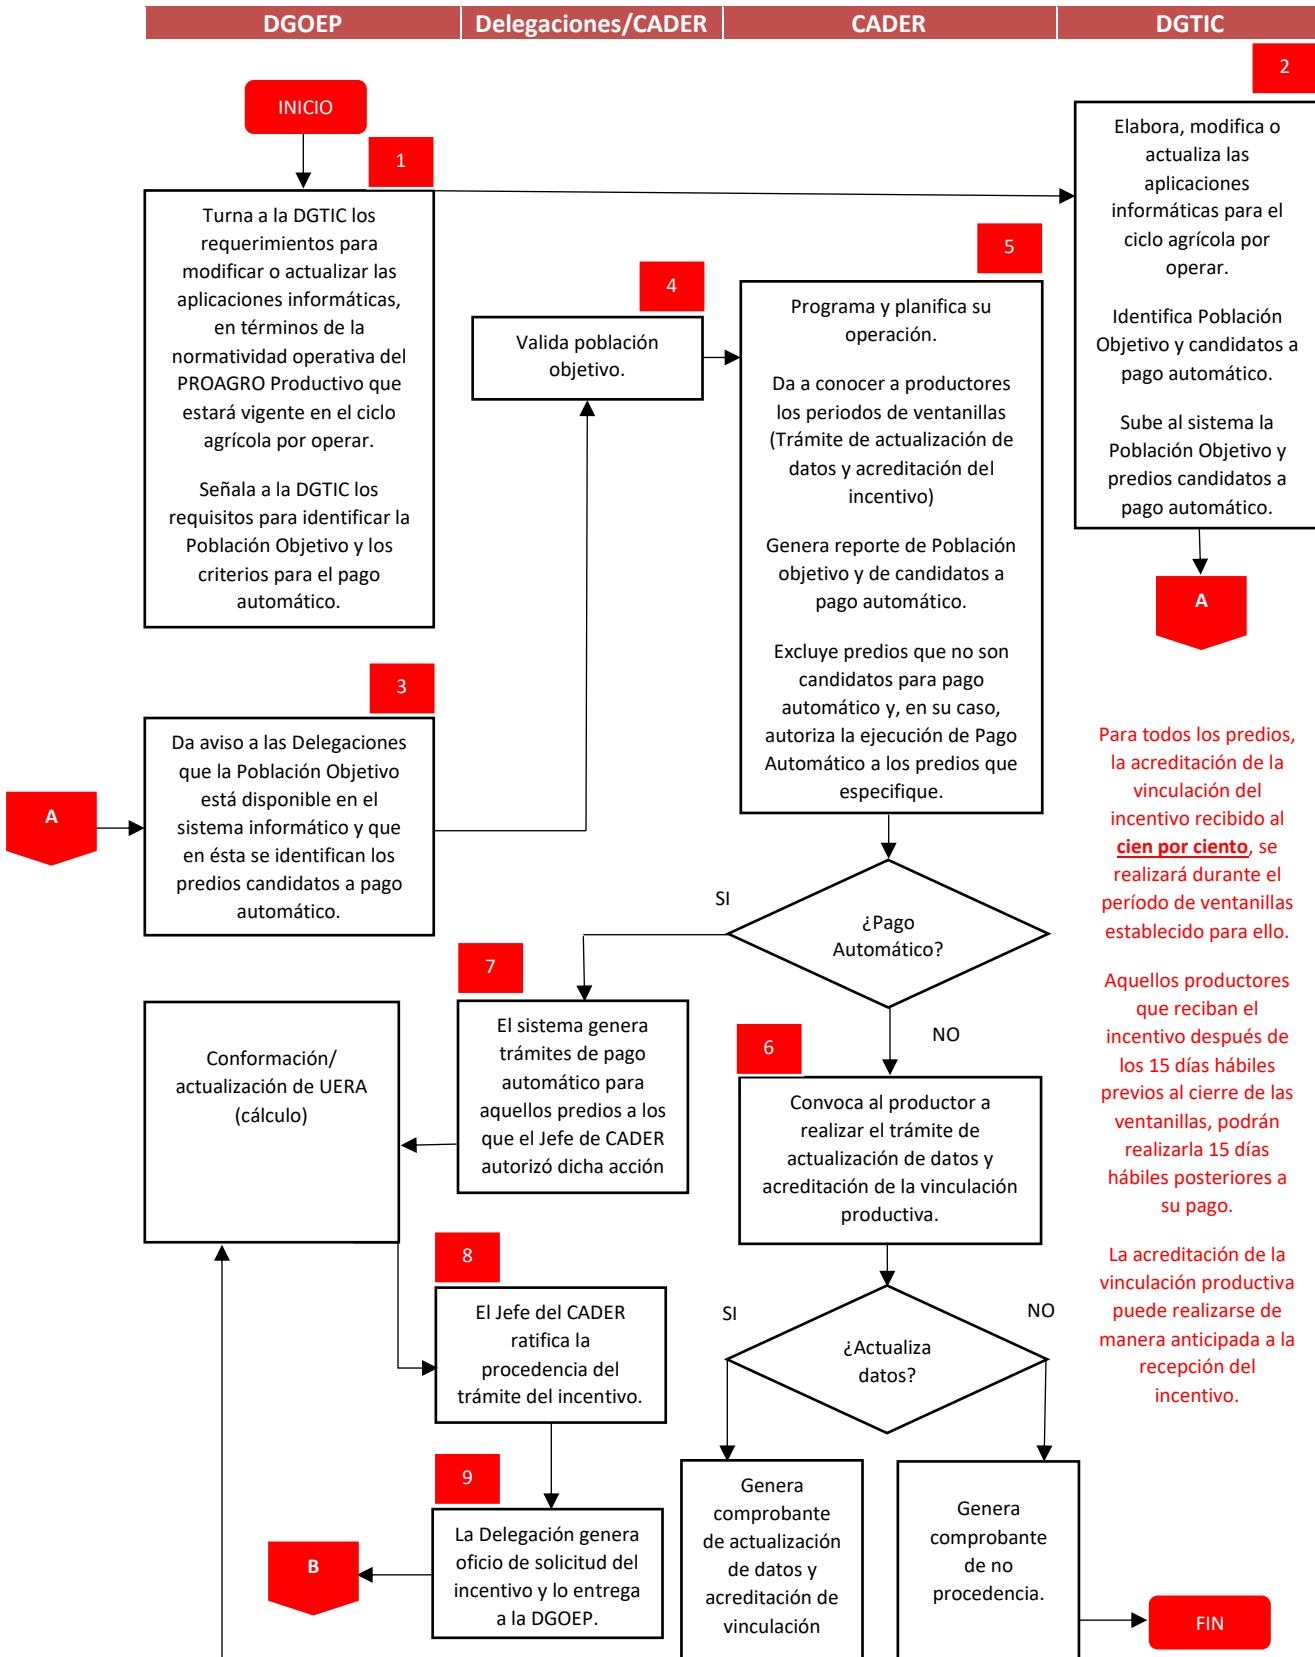 DGOEP
Delegaciones/CADER
CADER
DGTIC
INICIO
1
Turna a la DGTIC los
requerimientos para
modificar o actualizar las
aplicaciones informáticas,
en términos de la
normatividad operativa del
PROAGRO Productivo que
estará vigente en el ciclo
agrícola por operar.
Señala a la DGTIC los
requisitos para identificar la
Población Objetivo y los
criterios para el pago
automático.
2
Elabora, modifica o
actualiza las
aplicaciones
informáticas para el
ciclo agrícola por
operar.
Identifica Población
Objetivo y candidatos a
pago automático.
Sube al sistema la
Población Objetivo y
predios candidatos a
pago automático.
A
A
3
Da aviso a las Delegaciones
que la Población Objetivo
está disponible en el
sistema informático y que
en ésta se identifican los
predios candidatos a pago
automático.
4
Valida población
objetivo.
5
Programa y planifica su
operación.
Da a conocer a productores
los periodos de ventanillas
(Trámite de actualización de
datos y acreditación del
incentivo)
Genera reporte de Población
objetivo y de candidatos a
pago automático.
Excluye predios que no son
candidatos para pago
automático y, en su caso,
autoriza la ejecución de Pago
Automático a los predios que
especifique.
¿Pago
Automático?
SI
NO
6
Convoca al productor a
realizar el trámite de
actualización de datos y
acreditación de la vinculación
productiva.
7
El sistema genera
trámites de pago
automático para
aquellos predios a los
que el Jefe de CADER
autorizó dicha acción
Conformación/
actualización de UERA
(cálculo)
8
El Jefe del CADER
ratifica la
procedencia del
trámite del incentivo.
9
La Delegación genera
oficio de solicitud del
incentivo y lo entrega
a la DGOEP.
B
¿Actualiza
datos?
SI
NO
Genera
comprobante
de actualización
de datos y
acreditación de
vinculación
Genera
comprobante
de no
procedencia.
FIN
Para todos los predios,
la acreditación de la
vinculación del
incentivo recibido al
cien por ciento, se
realizará durante el
período de ventanillas
establecido para ello.
Aquellos productores
que reciban el
incentivo después de
los 15 días hábiles
previos al cierre de las
ventanillas, podrán
realizarla 15 días
hábiles posteriores a
su pago.
La acreditación de la
vinculación productiva
puede realizarse de
manera anticipada a la
recepción del
incentivo.